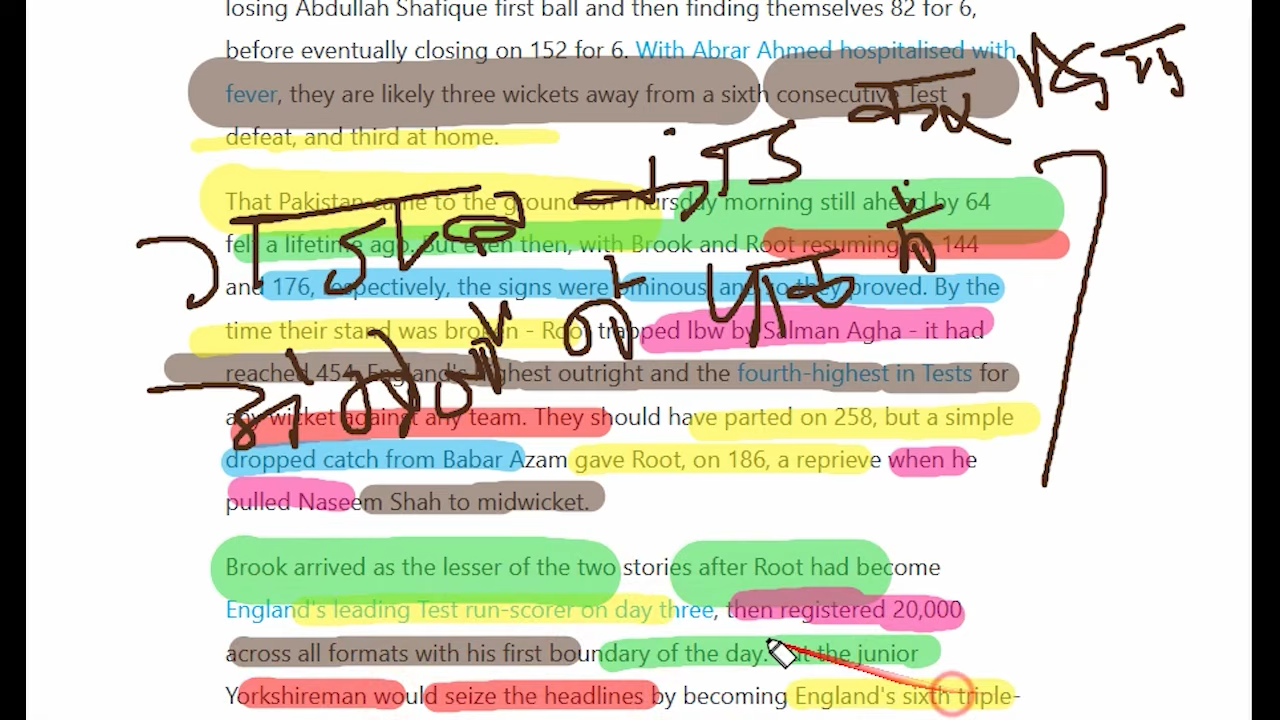 losing Abdullah Shafique first ball and then finding themselves 82 for 6,
before eventually closing on 152 for 6. With Abrar Ahmed hospitalised with
fever, they are likely three wickets away from a sixth consecutive Test
defeat, and third at home.
That Pakistan came to the ground on Thursday morning still ahead by 64
fell a lifetime ago. But even then, with Brook and Root resuming on 144
and 176, respectively, the signs were ominous, and so they proved. By the
time their stand was broken - Root trapped lbw by Salman Agha - it had
reached 454, England's highest outright and the fourth-highest in Tests for
any wicket against any team. They should have parted on 258, but a simple
dropped catch from Babar Azam gave Root, on 186, a reprieve when he
pulled Naseem Shah to midwicket.
Brook arrived as the lesser of the two stories after Root had become
England's leading Test run-scorer on day three, then registered 20,000
across all formats with his first boundary of the day. But the junior
Yorkshireman would seize the headlines by becoming England's sixth triple-